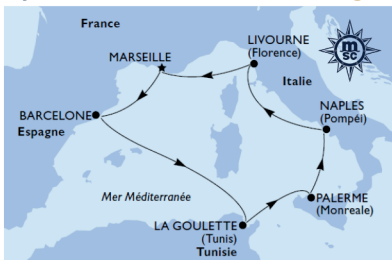 France
MARSEILLE
LIVOURNE
(Florence)
msc
Italie
NAPLES
(Pompéi)
BARCELONE
Espagne
Mer Méditerranée
PALERME
(Monreale)
LA GOULETTE
(Tunis)
Tunisie